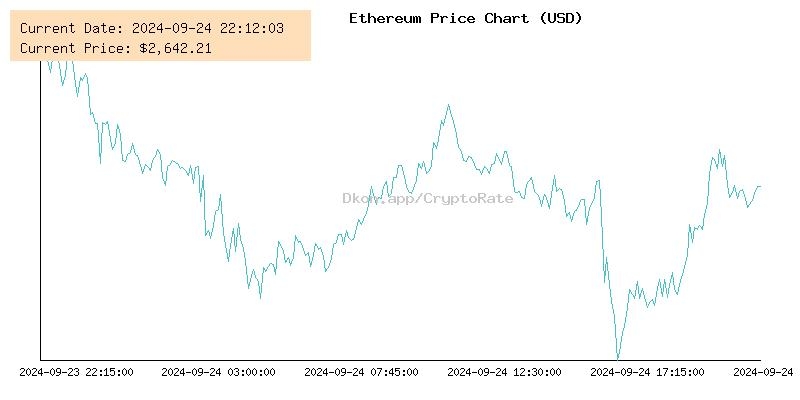 Ethereum Price Chart (USD)
Current Date: 2024-09-24 22:12:03
Current Price: $2,642.21
Dkon.app/CryptoRate
2024-09-23 22:15:00 2024-09-24 03:00:00 2024-09-24 07:45:00 2024-09-24 12:30:00 2024-09-24 17:15:00 2024-09-24